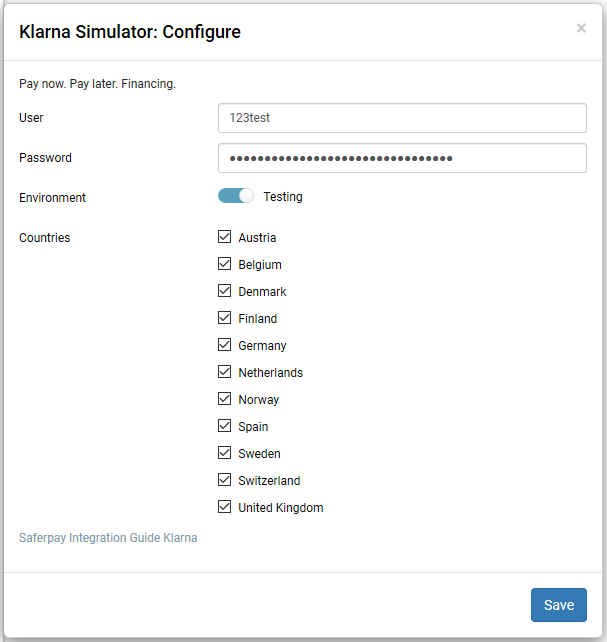 Klarna Simulator: Configure
×
Pay now. Pay later. Financing.
User
123test
Password
••••••••••••••••••••••••••••••••
Environment
Testing
Countries
Austria
Belgium
Denmark
Finland
Germany
Netherlands
Norway
Spain
Sweden
Switzerland
United Kingdom
Saferpay Integration Guide Klarna
Save